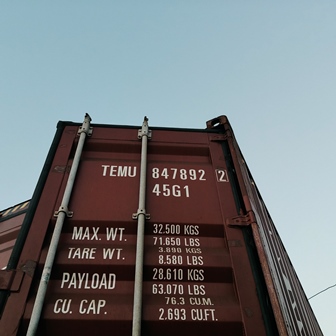 TEMU 847892 2
45G1
MAX. WT. 32.500 KGS
71.650 LBS
TARE WT. 3.890 KGS
8.580 LBS
PAYLOAD 28.610 KGS
63.070 LBS
CU. CAP. 76.3 CU.M.
2.693 CU.FT.